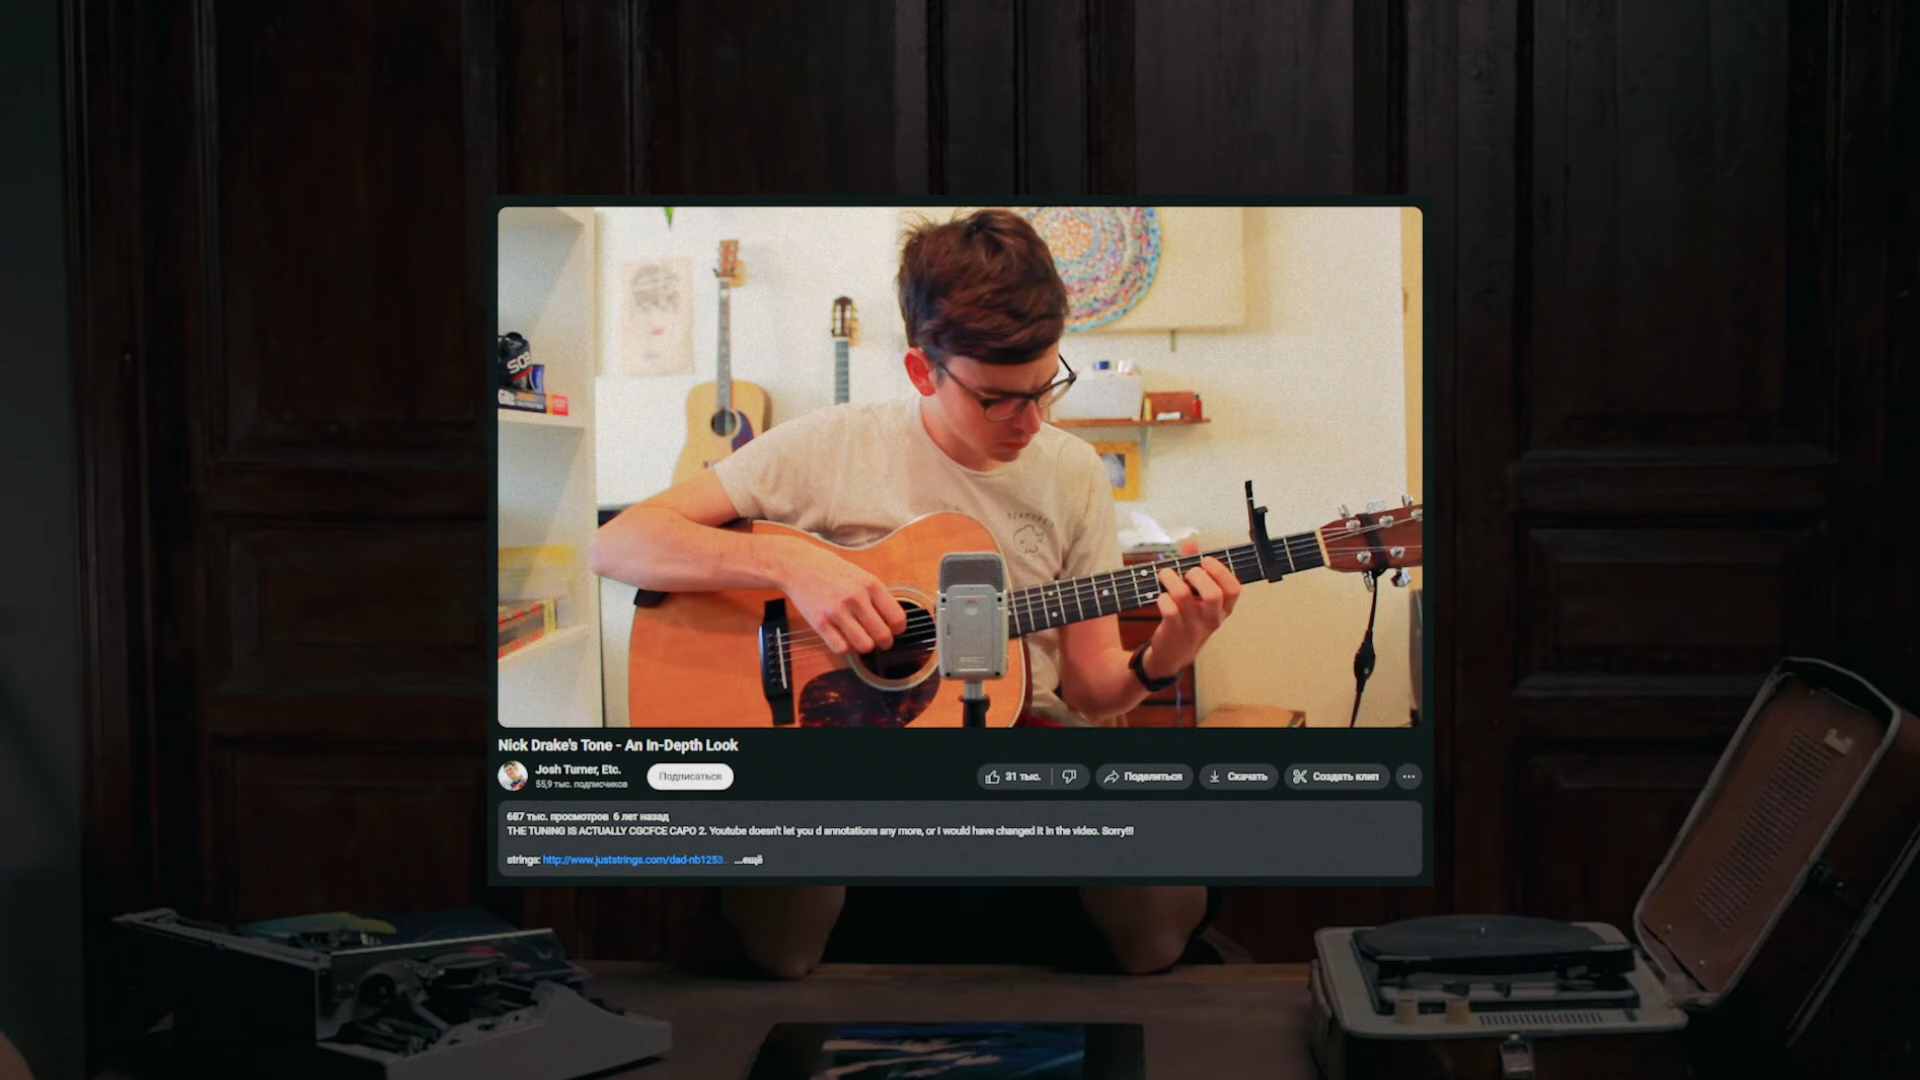 Nick Drake's Tone - An In-Depth Look
Josh Turner, Etc.
55,9 тыс. подписчиков
Подписаться
31 тыс.
Поделиться
Скачать
Создать клип
687 тыс. просмотров 6 лет назад
THE TUNING IS ACTUALLY CGCFCE CAPO 2. Youtube doesn't let you d annotations any more, or I would have changed it in the video. Sorry!!!
strings: http://www.juststrings.com/dad-nb1253... ...ещё